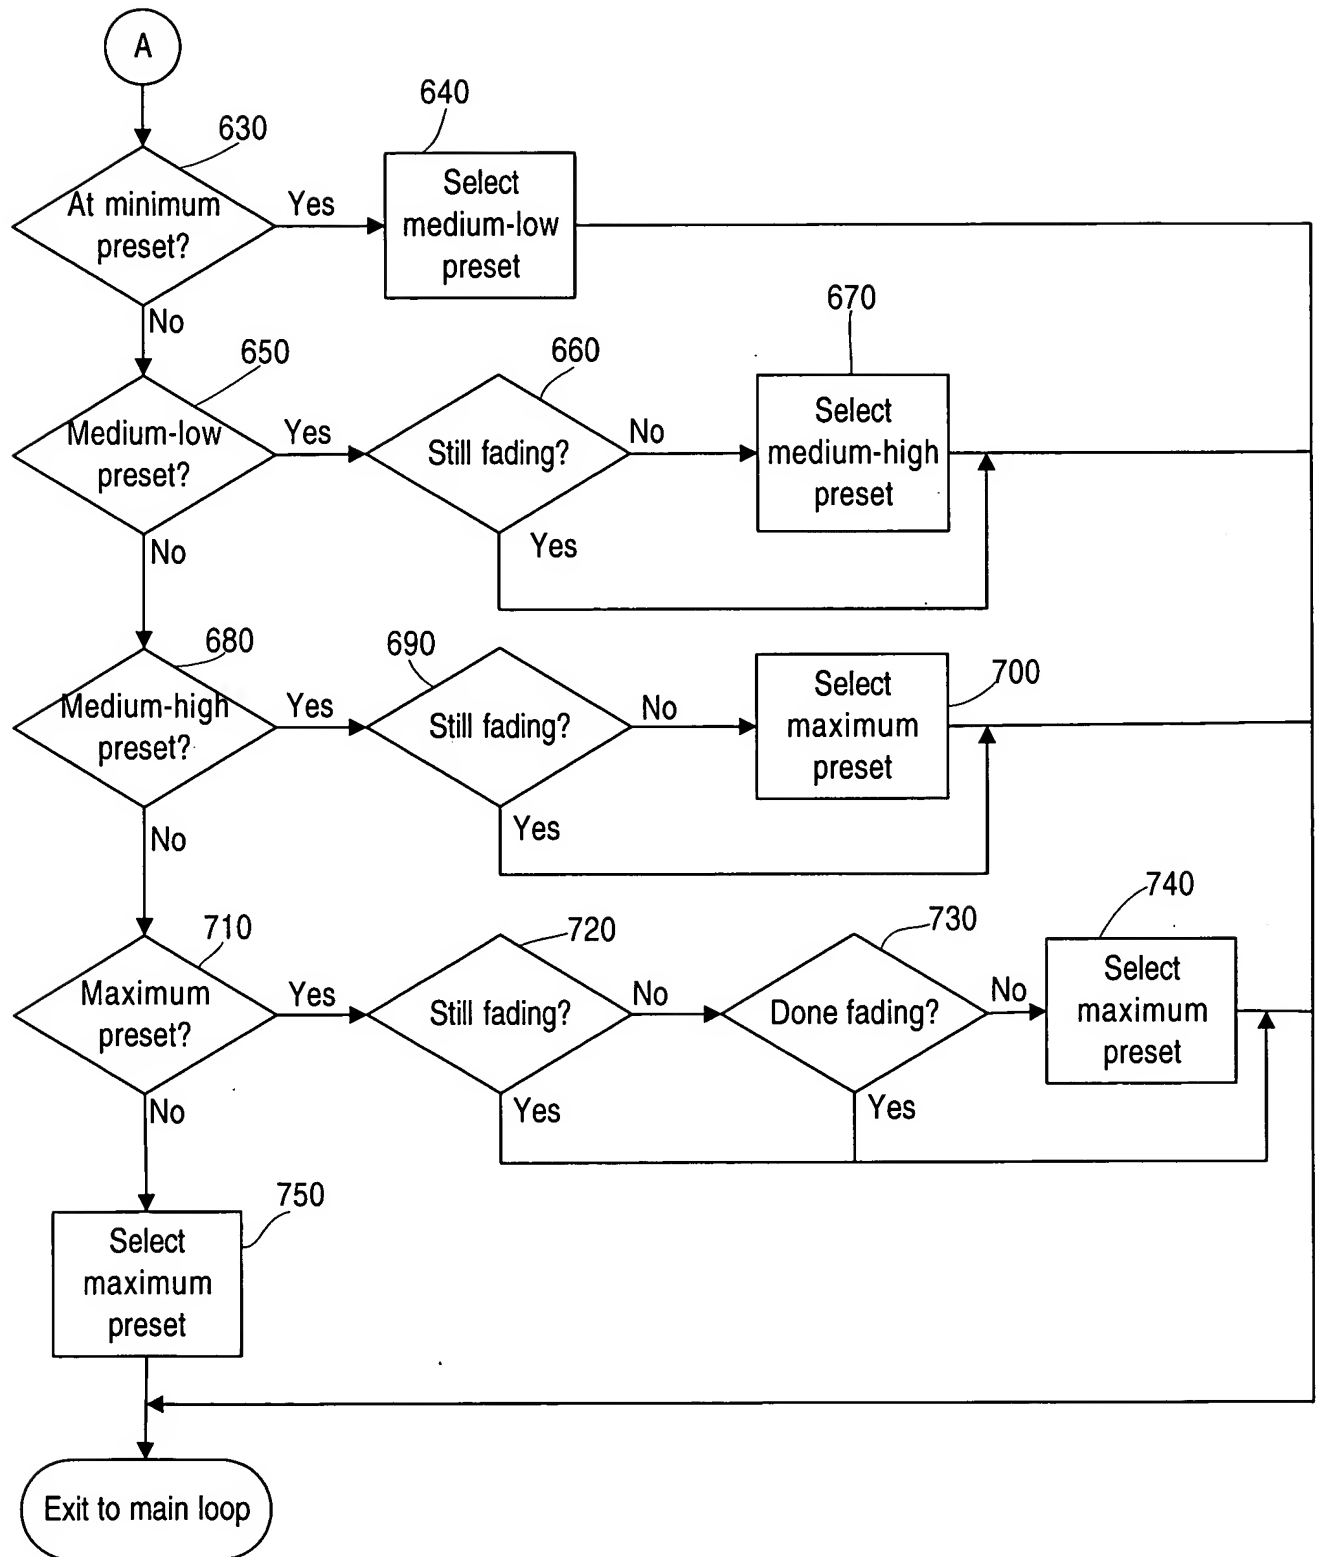 A
630
640
At minimum
preset?
Yes
Select
medium-low
preset
No
650
660
670
Medium-low
preset?
Yes
Still fading?
No
Select
medium-high
preset
Yes
No
680
690
700
Medium-high
preset?
Yes
Still fading?
No
Select
maximum
preset
Yes
No
710
720
730
740
Maximum
preset?
Yes
Still fading?
No
Done fading?
No
Select
maximum
preset
Yes
Yes
No
750
Select
maximum
preset
Exit to main loop